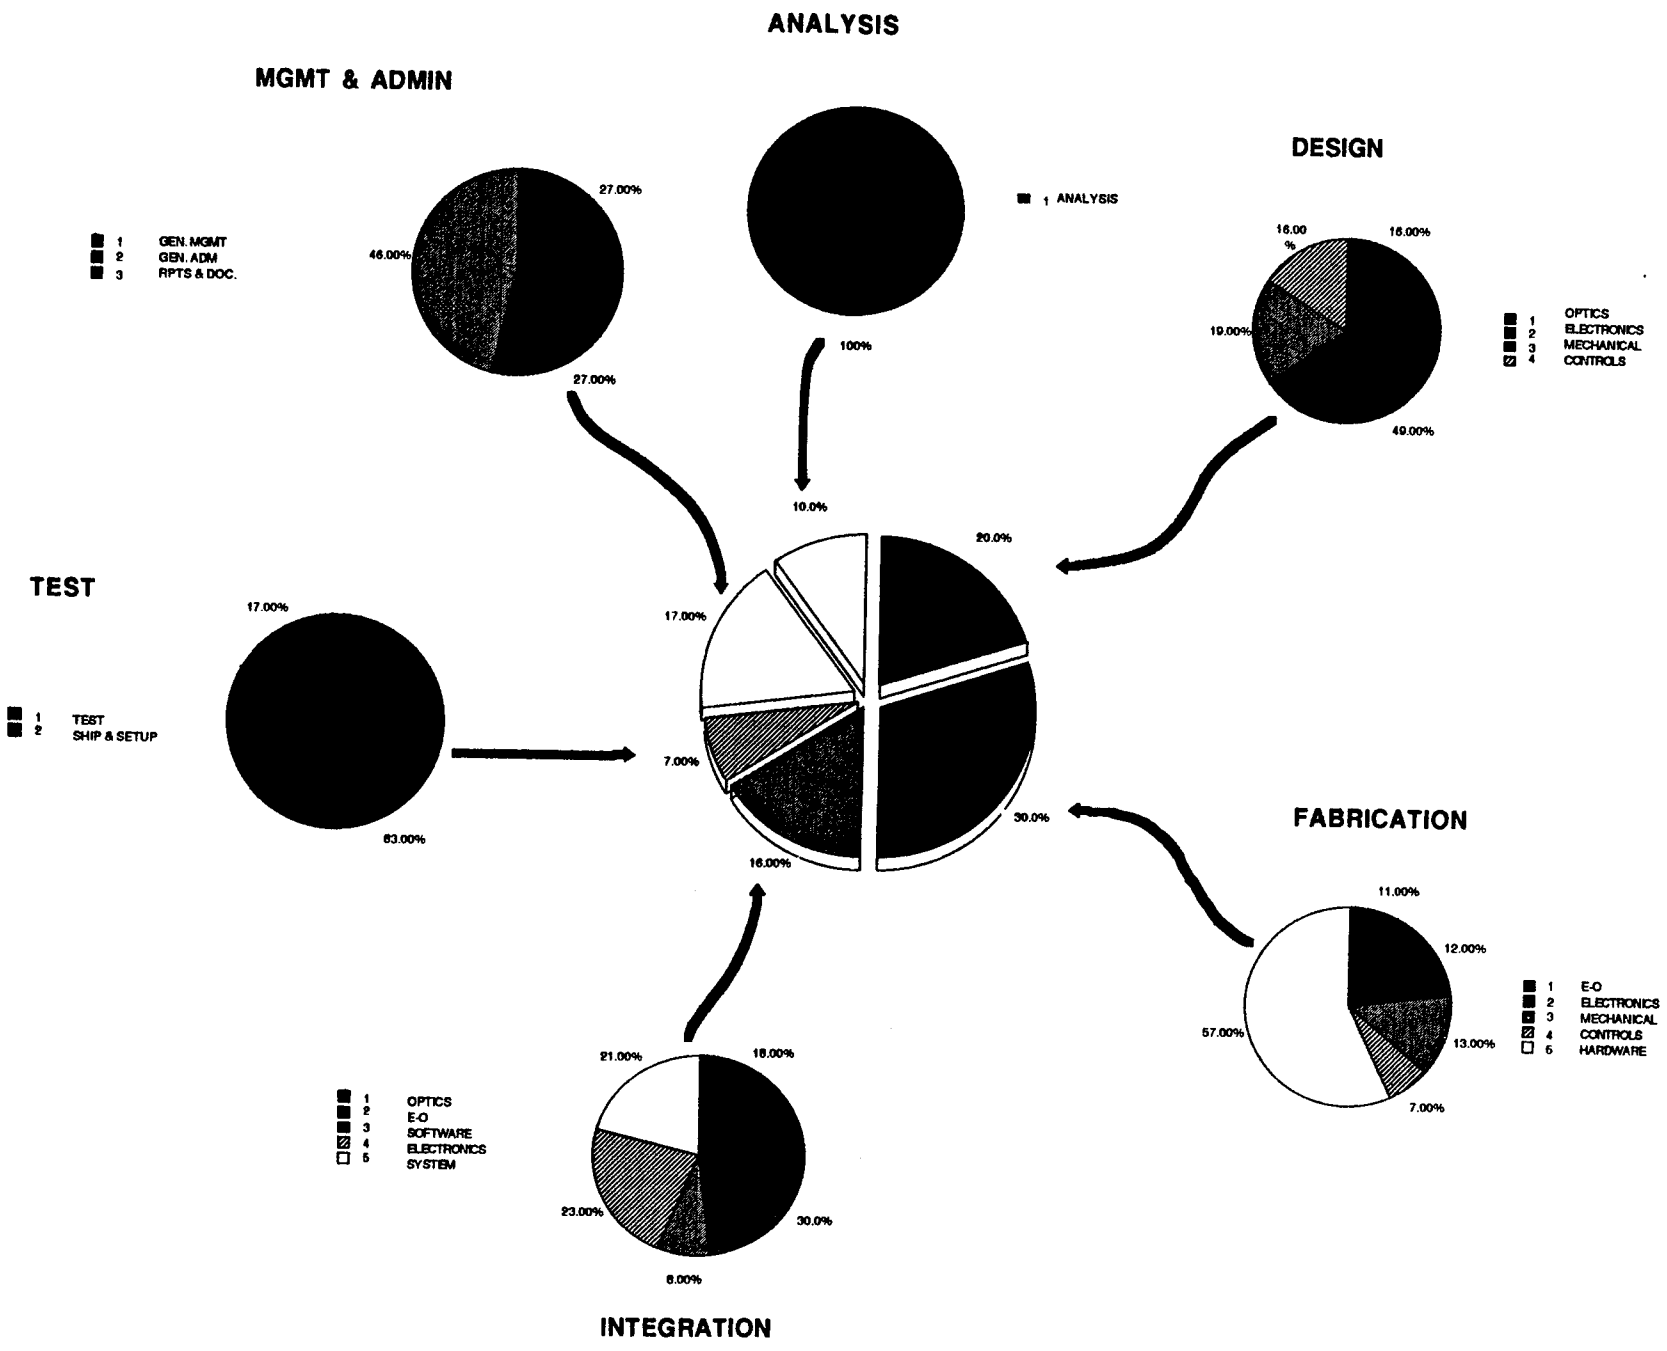 ANALYSIS
MGMT & ADMIN
DESIGN
27.00%
46.00%
27.00%
1 GEN. MGMT
2 GEN. ADM
3 RPTS & DOC.
1 ANALYSIS
100%
16.00
%
16.00%
19.00%
49.00%
1 OPTICS
2 ELECTRONICS
3 MECHANICAL
4 CONTROLS
10.0%
20.0%
17.00%
7.00%
16.00%
30.0%
TEST
17.00%
1 TEST
2 SHIP & SETUP
83.00%
FABRICATION
11.00%
12.00%
13.00%
7.00%
57.00%
1 E-O
2 ELECTRONICS
3 MECHANICAL
4 CONTROLS
5 HARDWARE
21.00%
18.00%
1 OPTICS
2 E-O
3 SOFTWARE
4 ELECTRONICS
5 SYSTEM
23.00%
30.0%
8.00%
INTEGRATION